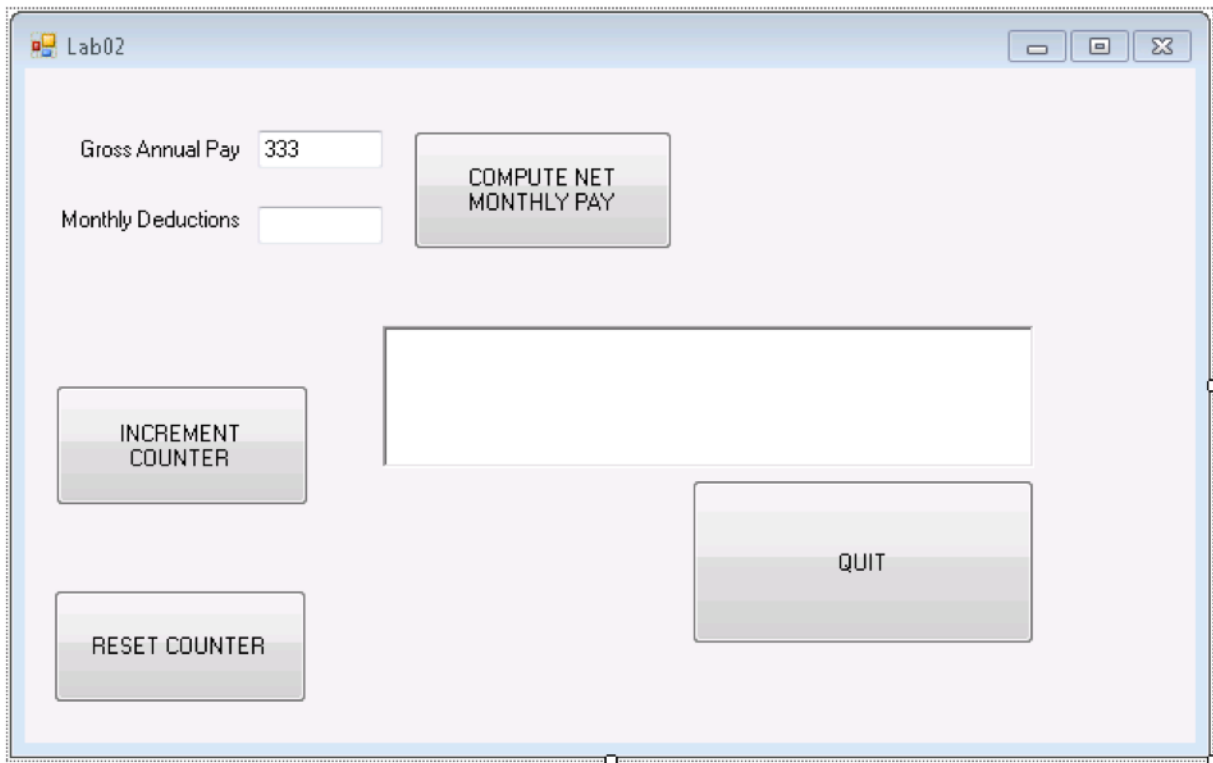 Lab02
Gross Annual Pay 333
COMPUTE NET
MONTHLY PAY
Monthly Deductions
INCREMENT
COUNTER
QUIT
RESET COUNTER